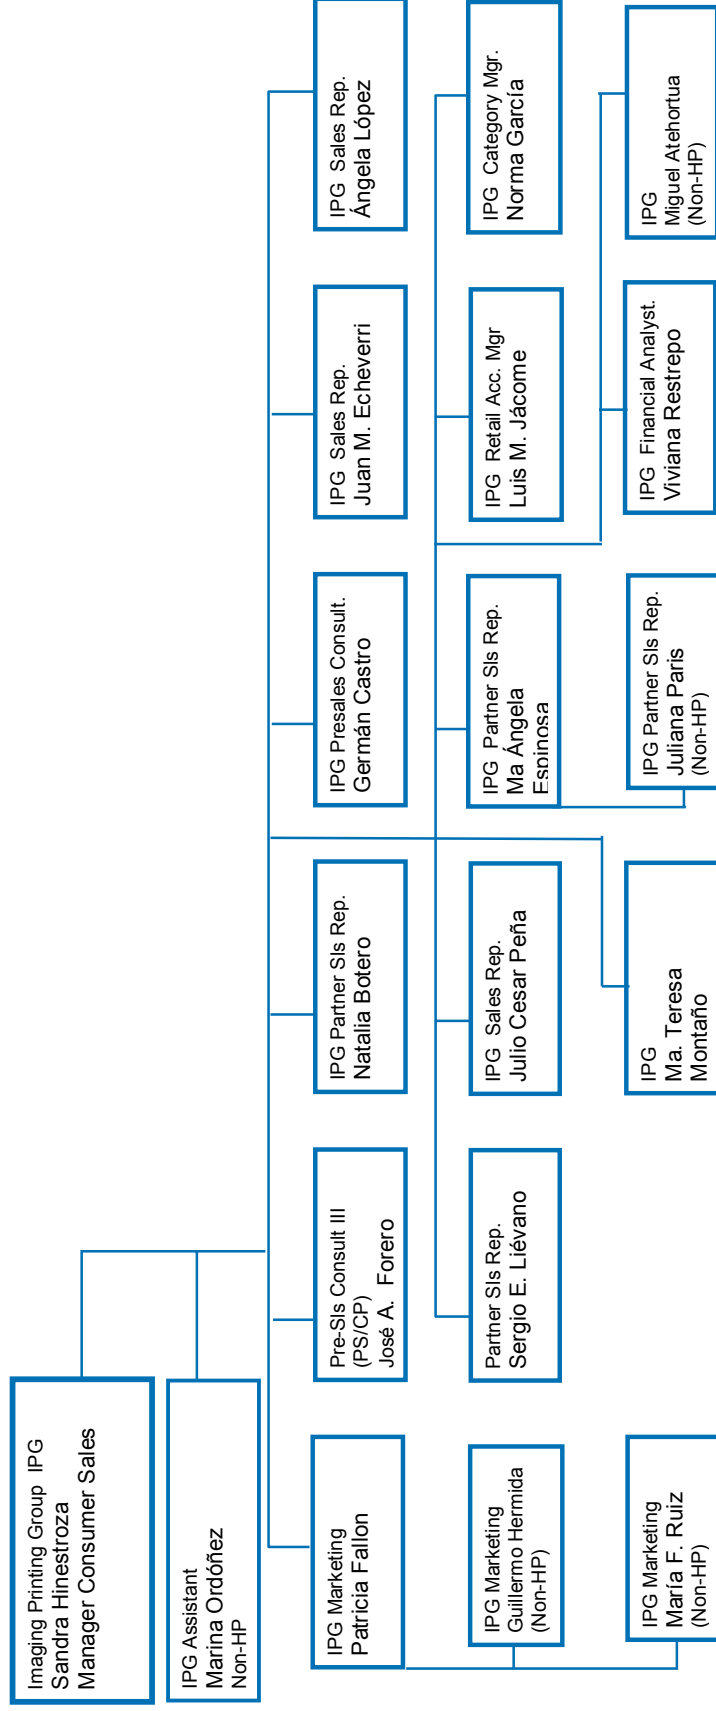 Imaging Printing Group IPG
Sandra Hinestroza
Manager Consumer Sales
IPG Assistant
Marina Ordóñez
Non-HP
IPG Marketing
Patricia Fallon
Pre-Sls Consult III
(PS/CP)
José A. Forero
IPG Partner Sls Rep.
Natalia Botero
IPG Presales Consult.
Germán Castro
IPG Sales Rep.
Juan M. Echeverri
IPG Sales Rep.
Ángela López
IPG Marketing
Guillermo Hermida
(Non-HP)
Partner Sls Rep.
Sergio E. Liévano
IPG Sales Rep.
Julio Cesar Peña
IPG Partner Sls Rep.
Ma Ángela
Espinosa
IPG Retail Acc. Mgr
Luis M. Jácome
IPG Category Mgr.
Norma García
IPG Marketing
María F. Ruiz
(Non-HP)
IPG
Ma. Teresa
Montaño
IPG Partner Sls Rep.
Juliana Paris
(Non-HP)
IPG Financial Analyst.
Viviana Restrepo
IPG
Miguel Atehortua
(Non-HP)